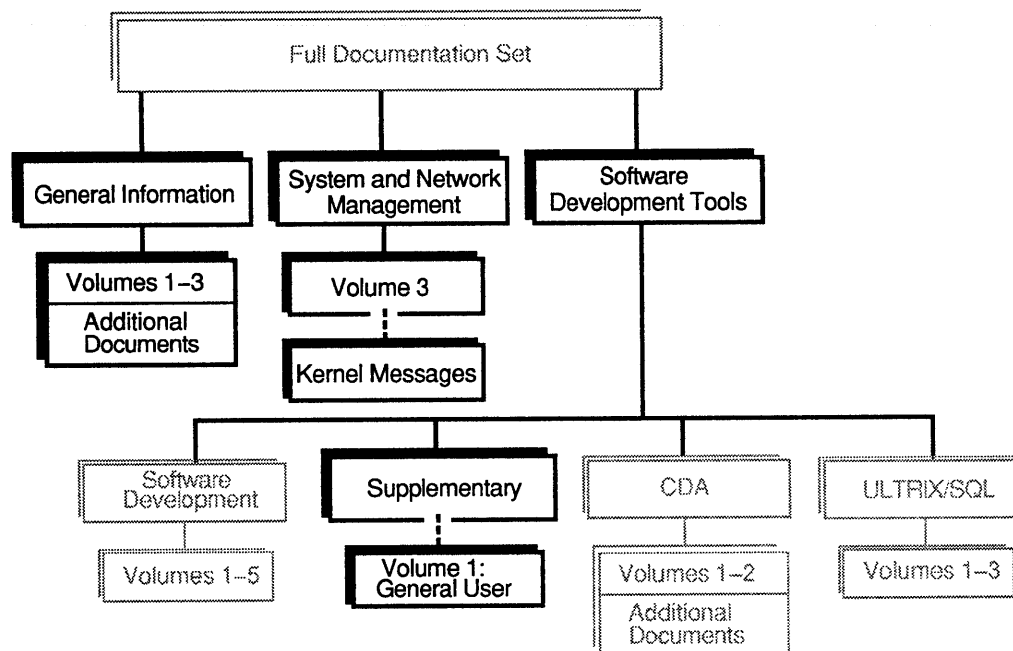 Full Documentation Set
General Information
System and Network
Management
Software
Development Tools
Volumes 1–3
Additional
Documents
Volume 3
Kernel Messages
Software
Development
Supplementary
CDA
ULTRIX/SQL
Volumes 1–5
Volume 1:
General User
Volumes 1–2
Additional
Documents
Volumes 1–3